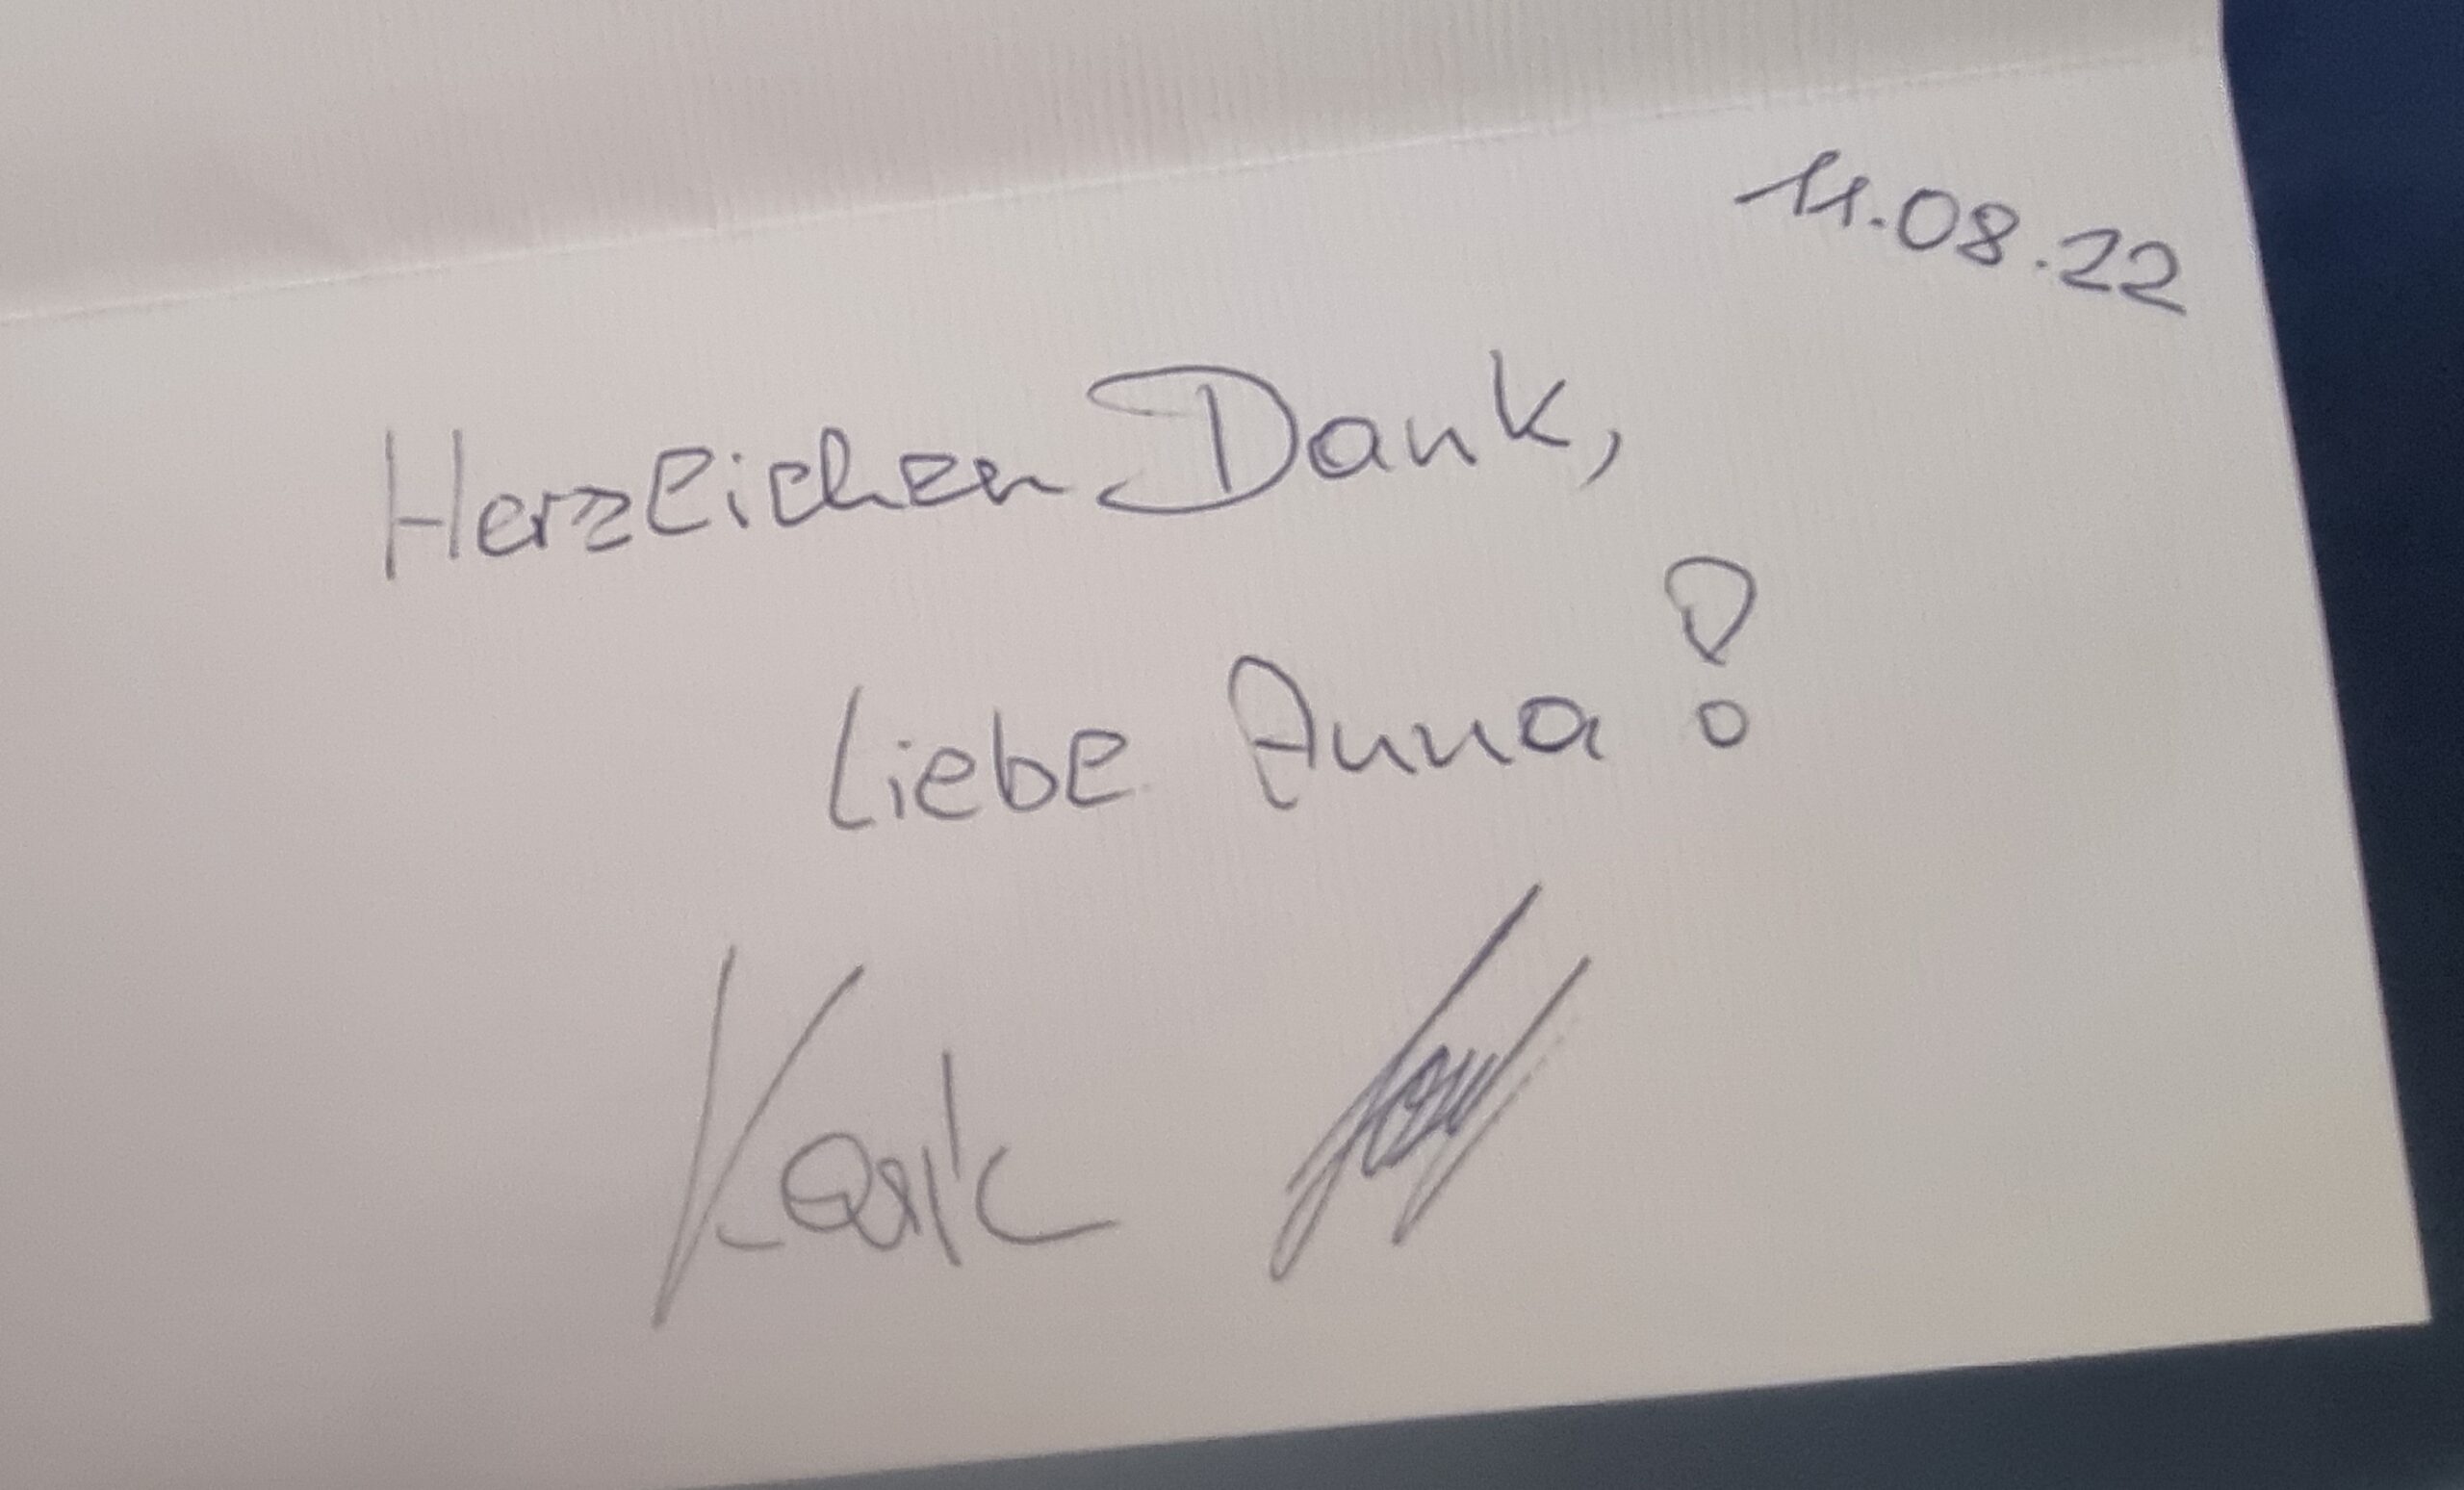 11.08.22
Herzlichen Dank,
liebe Anna!